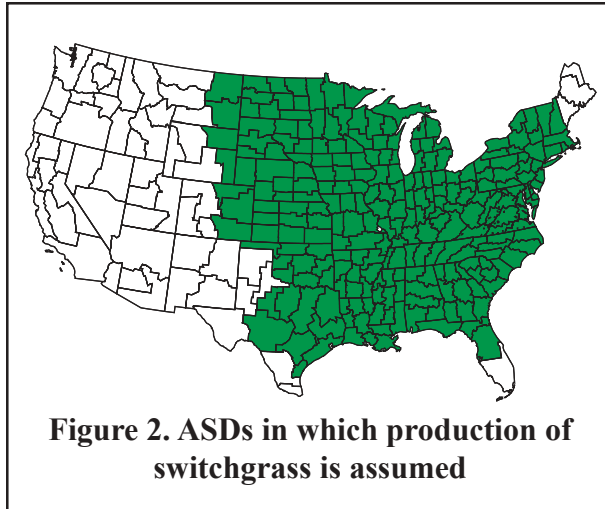 Figure 2. ASDs in which production of
switchgrass is assumed